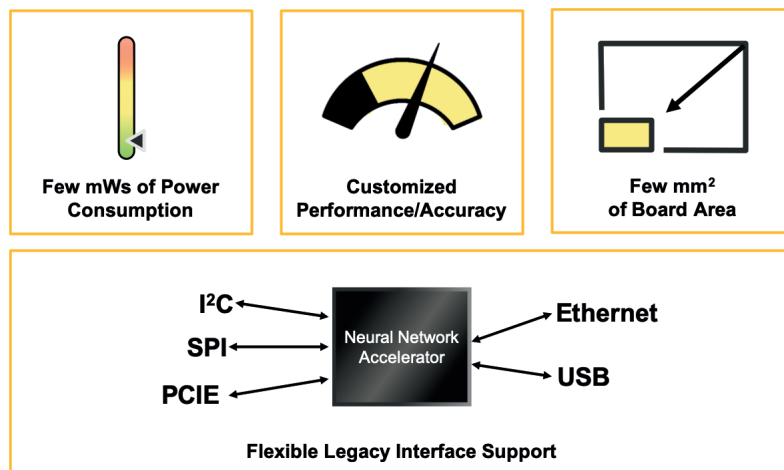 Few mWs of Power
Consumption
Customized
Performance/Accuracy
Few mm²
of Board Area
I²C
SPI
PCIE
Neural Network
Accelerator
Ethernet
USB
Flexible Legacy Interface Support